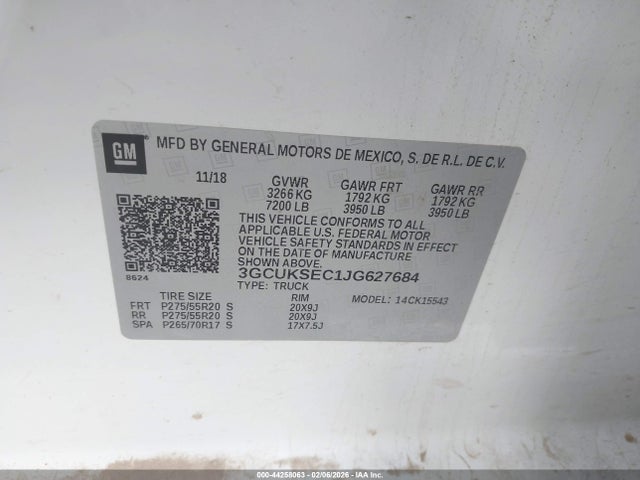 GM
MFD BY GENERAL MOTORS DE MEXICO, S. DE R.L. DE C.V.
11/18 GVWR GAWR FRT GAWR RR
3266 KG 1792 KG 1792 KG
7200 LB 3950 LB 3950 LB
THIS VEHICLE CONFORMS TO ALL
APPLICABLE U.S. FEDERAL MOTOR
VEHICLE SAFETY STANDARDS IN EFFECT
ON THE DATE OF MANUFACTURE
SHOWN ABOVE.
8624 3GCUKSEC1JG627684
TYPE: TRUCK
TIRE SIZE RIM MODEL: 14CK15543
FRT P275/55R20 S 20X9J
RR P275/55R20 S 20X9J
SPA P265/70R17 S 17X7.5J
000-44258063 | 02/06/2026 - IAA Inc.